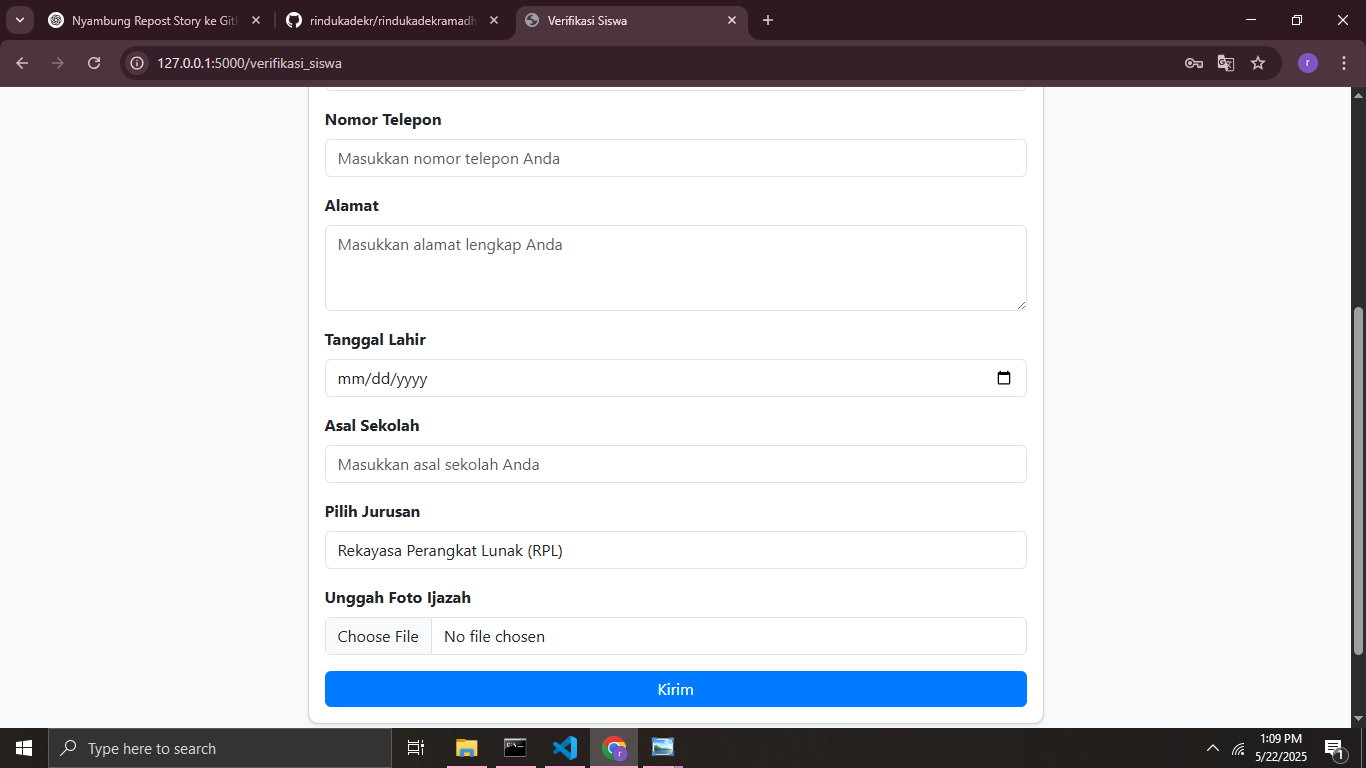 Nyambung Repost Story ke Git
rindukadekr/rindukadekramadh
Verifikasi Siswa
127.0.0.1:5000/verifikasi_siswa
r
Nomor Telepon
Masukkan nomor telepon Anda
Alamat
Masukkan alamat lengkap Anda
Tanggal Lahir
mm/dd/yyyy
Asal Sekolah
Masukkan asal sekolah Anda
Pilih Jurusan
Rekayasa Perangkat Lunak (RPL)
Unggah Foto Ijazah
Choose File No file chosen
Kirim
Type here to search
r
1:09 PM
5/22/2025
1